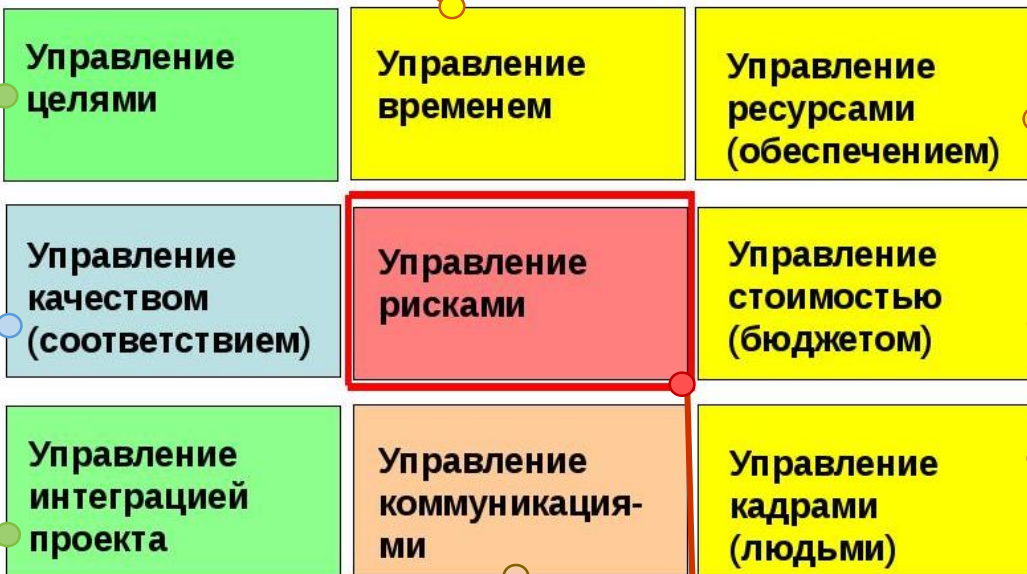 Управление
целями
Управление
временем
Управление
ресурсами
(обеспечением)
Управление
качеством
(соответствием)
Управление
рисками
Управление
стоимостью
(бюджетом)
Управление
интеграцией
проекта
Управление
коммуникация-
ми
Управление
кадрами
(людьми)